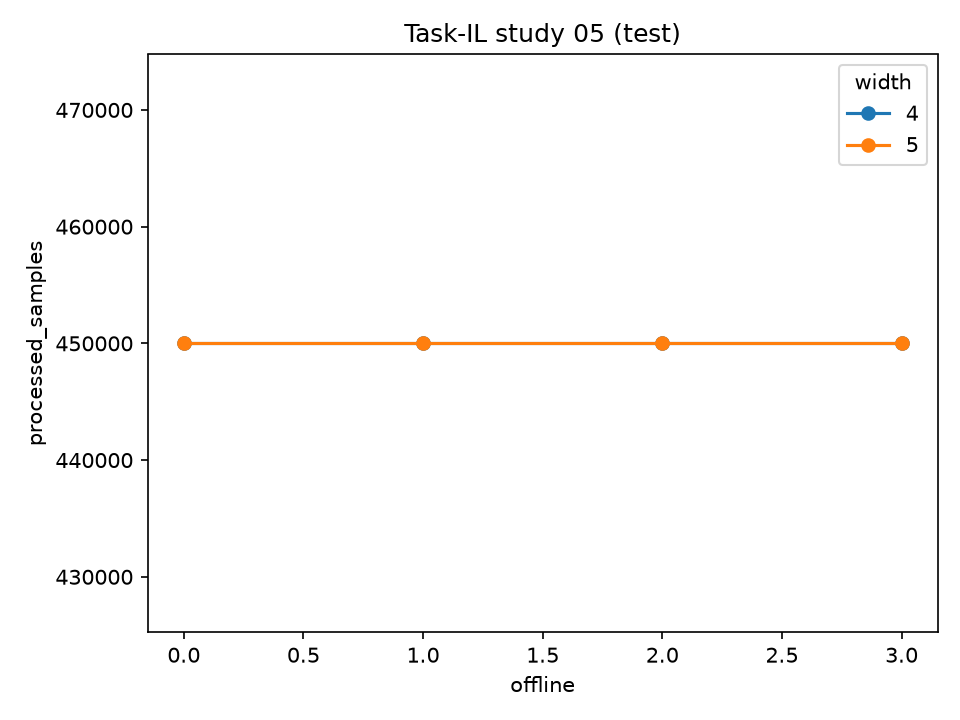 Task-IL study 05 (test)
width
4
5
470000
460000
450000
440000
430000
processed_samples
0.0 0.5 1.0 1.5 2.0 2.5 3.0
offline